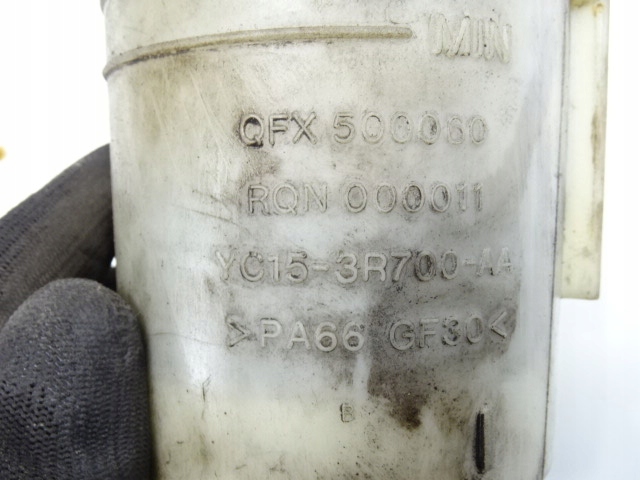 MIN
QFX 500060
RQN 000011
YC15-3R700-AA
>PA66 GF30<
B